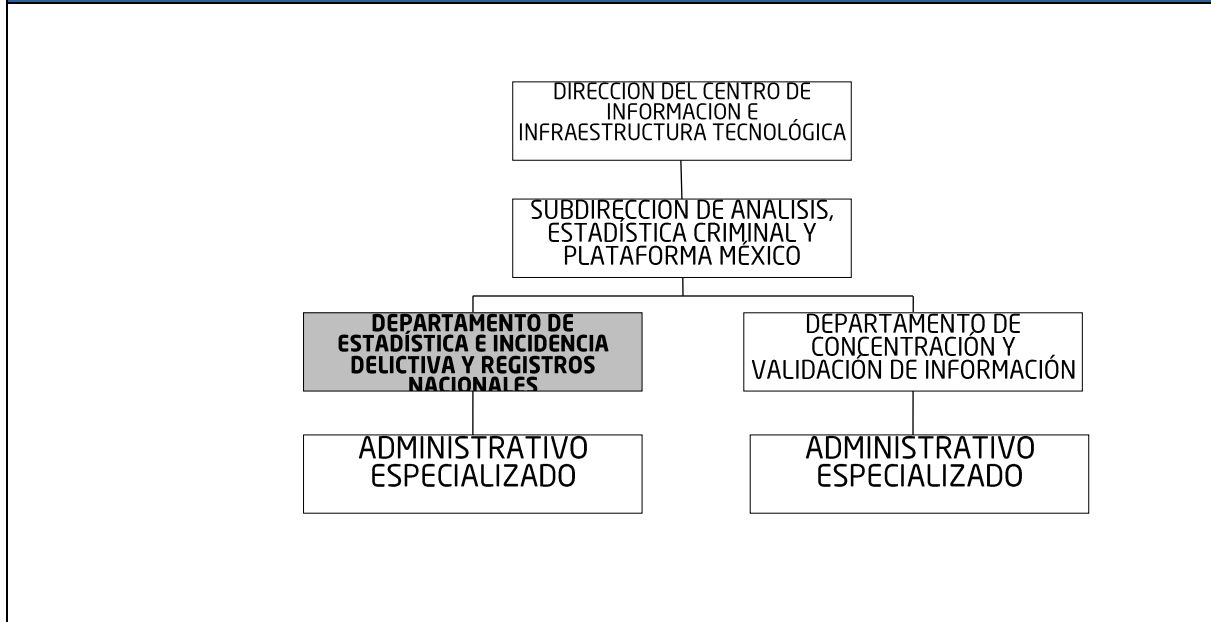 DIRECCION DEL CENTRO DE
INFORMACION E
INFRAESTRUCTURA TECNOLÓGICA
SUBDIRECCION DE ANALISIS,
ESTADÍSTICA CRIMINAL Y
PLATAFORMA MÉXICO
DEPARTAMENTO DE
ESTADÍSTICA E INCIDENCIA
DELICTIVA Y REGISTROS
NACIONALES
DEPARTAMENTO DE
CONCENTRACIÓN Y
VALIDACIÓN DE INFORMACIÓN
ADMINISTRATIVO
ESPECIALIZADO
ADMINISTRATIVO
ESPECIALIZADO